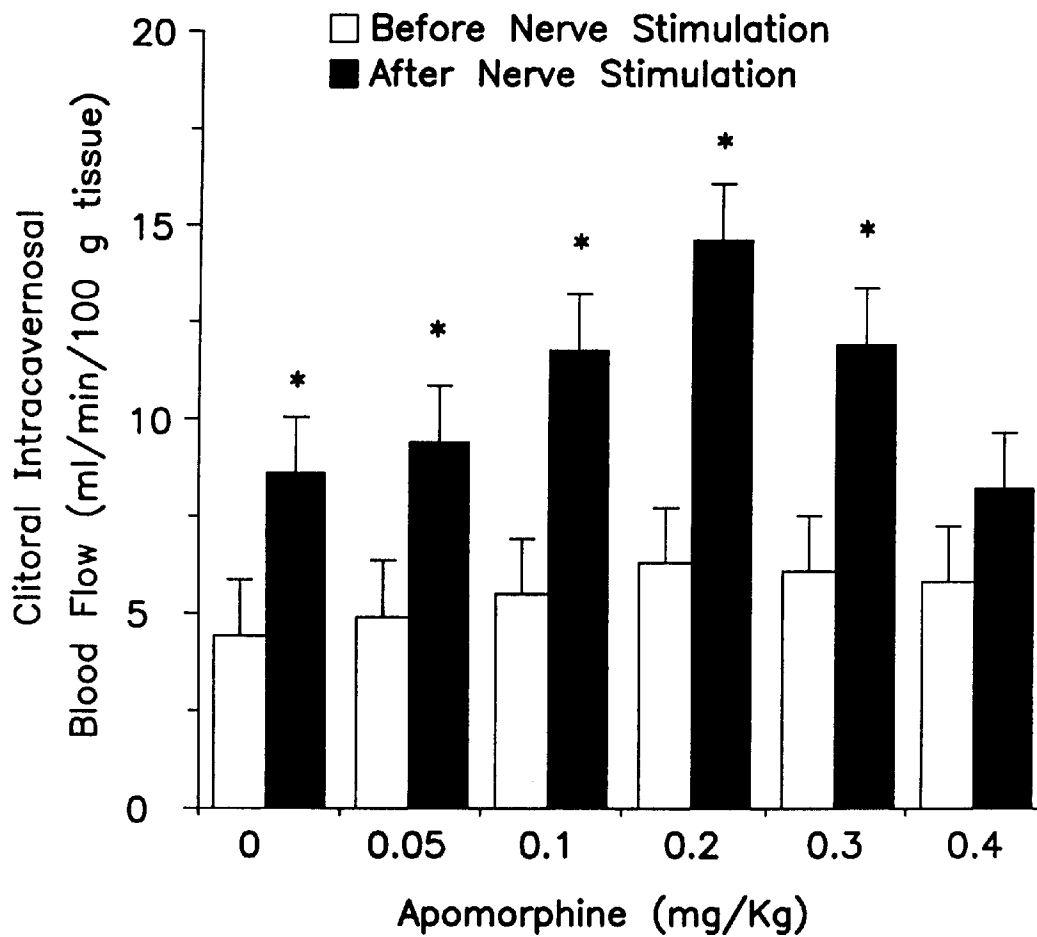 Before Nerve Stimulation
After Nerve Stimulation
Clitoral Intracavernosal
Blood Flow (ml/min/100 g tissue)
20
15
10
5
0
*
*
*
*
*
0 0.05 0.1 0.2 0.3 0.4
Apomorphine (mg/Kg)